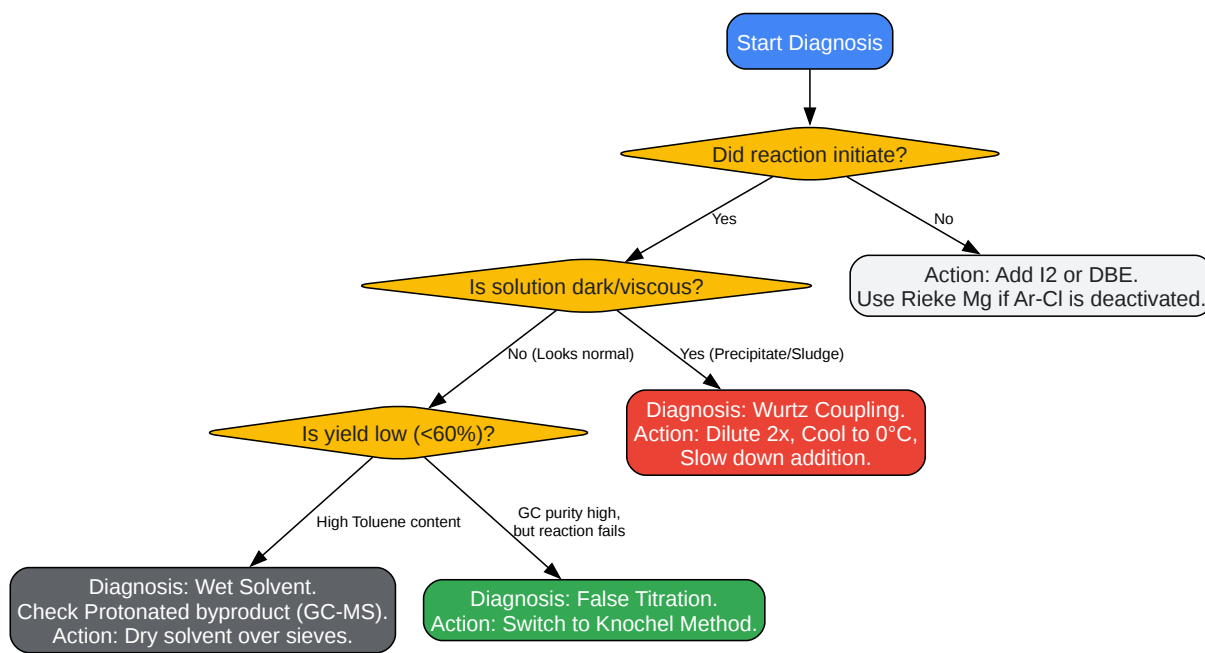 Start Diagnosis
Did reaction initiate?
Yes
No
Is solution dark/viscous?
Action: Add I2 or DBE.
Use Rieke Mg if Ar-Cl is deactivated.
No (Looks normal)
Yes (Precipitate/Sludge)
Is yield low (<60%)?
Diagnosis: Wurtz Coupling.
Action: Dilute 2x, Cool to 0°C,
Slow down addition.
High Toluene content
GC purity high,
but reaction fails
Diagnosis: Wet Solvent.
Check Protonated byproduct (GC-MS).
Action: Dry solvent over sieves.
Diagnosis: False Titration.
Action: Switch to Knochel Method.